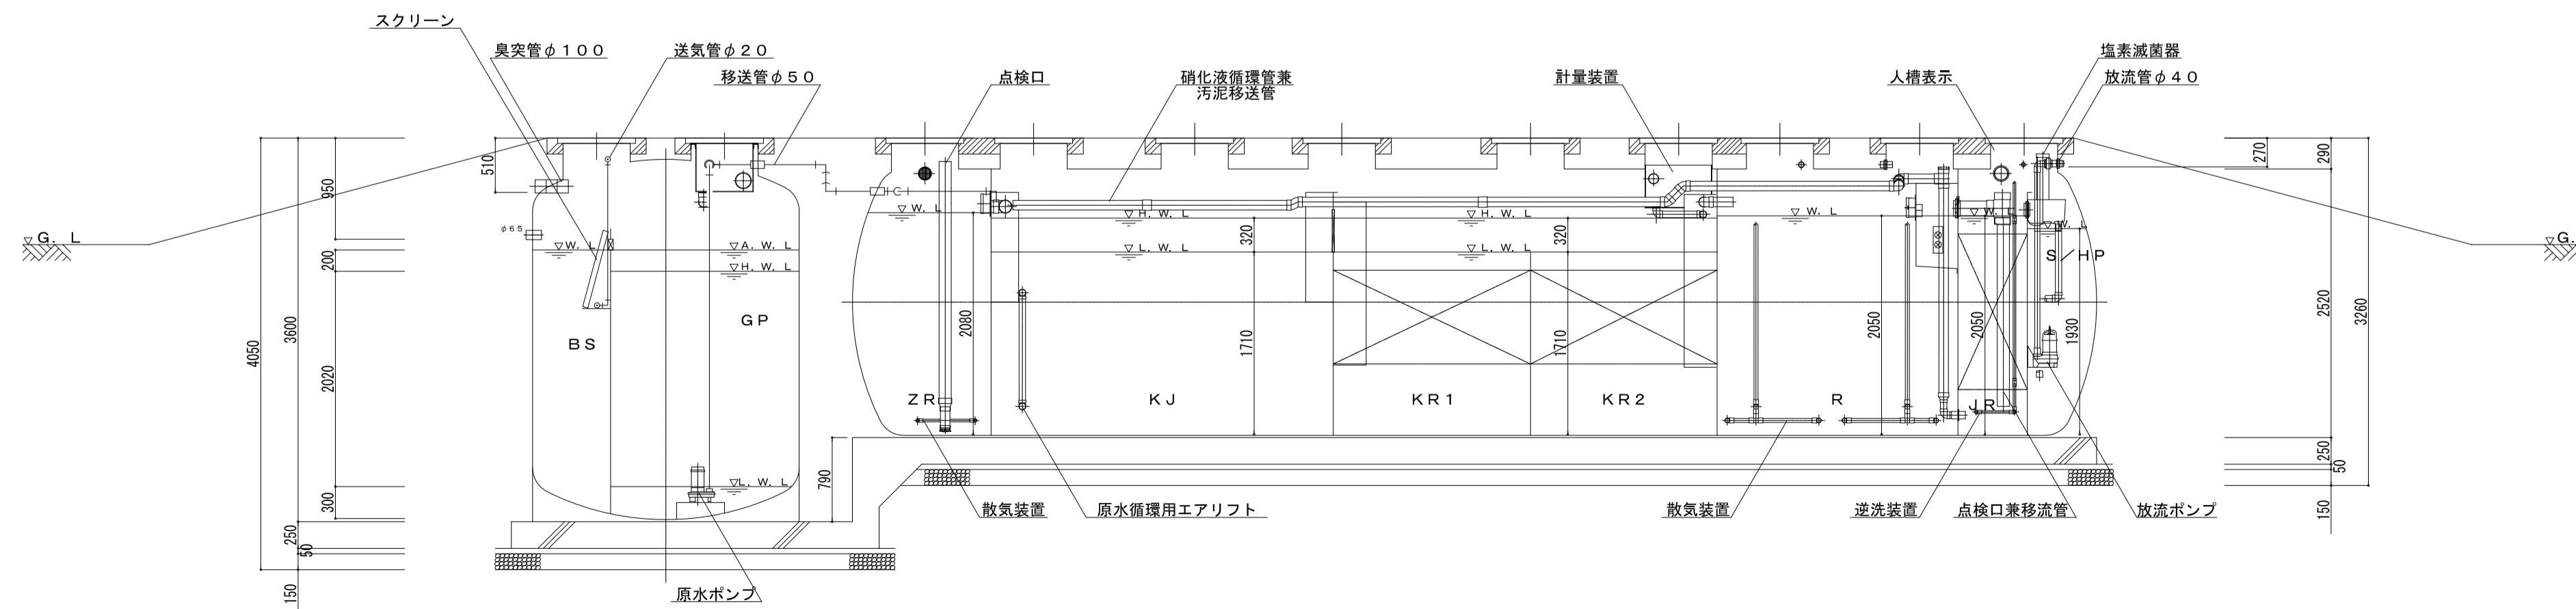 スクリーン
臭突管φ１００
送気管φ２０
移送管φ５０
点検口
硝化液循環管兼
汚泥移送管
計量装置
人槽表示
塩素滅菌器
放流管φ４０
▽G. L
▽G.
510
950
200
2020
300
3600
4050
250
50
150
φ６５
▽W. L
▽A. W. L
▽H. W. L
▽L. W. L
ＢＳ
ＧＰ
790
▽W. L
2080
ＺＲ
▽H. W. L
▽L. W. L
320
1710
ＫＪ
ＫＲ１
▽H. W. L
▽L. W. L
320
1710
ＫＲ２
▽W. L
2050
Ｒ
▽W. L
2050
ＪＲ
▽W. L
Ｓ／ＨＰ
1930
270
290
2520
3260
250
50
150
散気装置
原水循環用エアリフト
散気装置
逆洗装置
点検口兼移流管
放流ポンプ
原水ポンプ